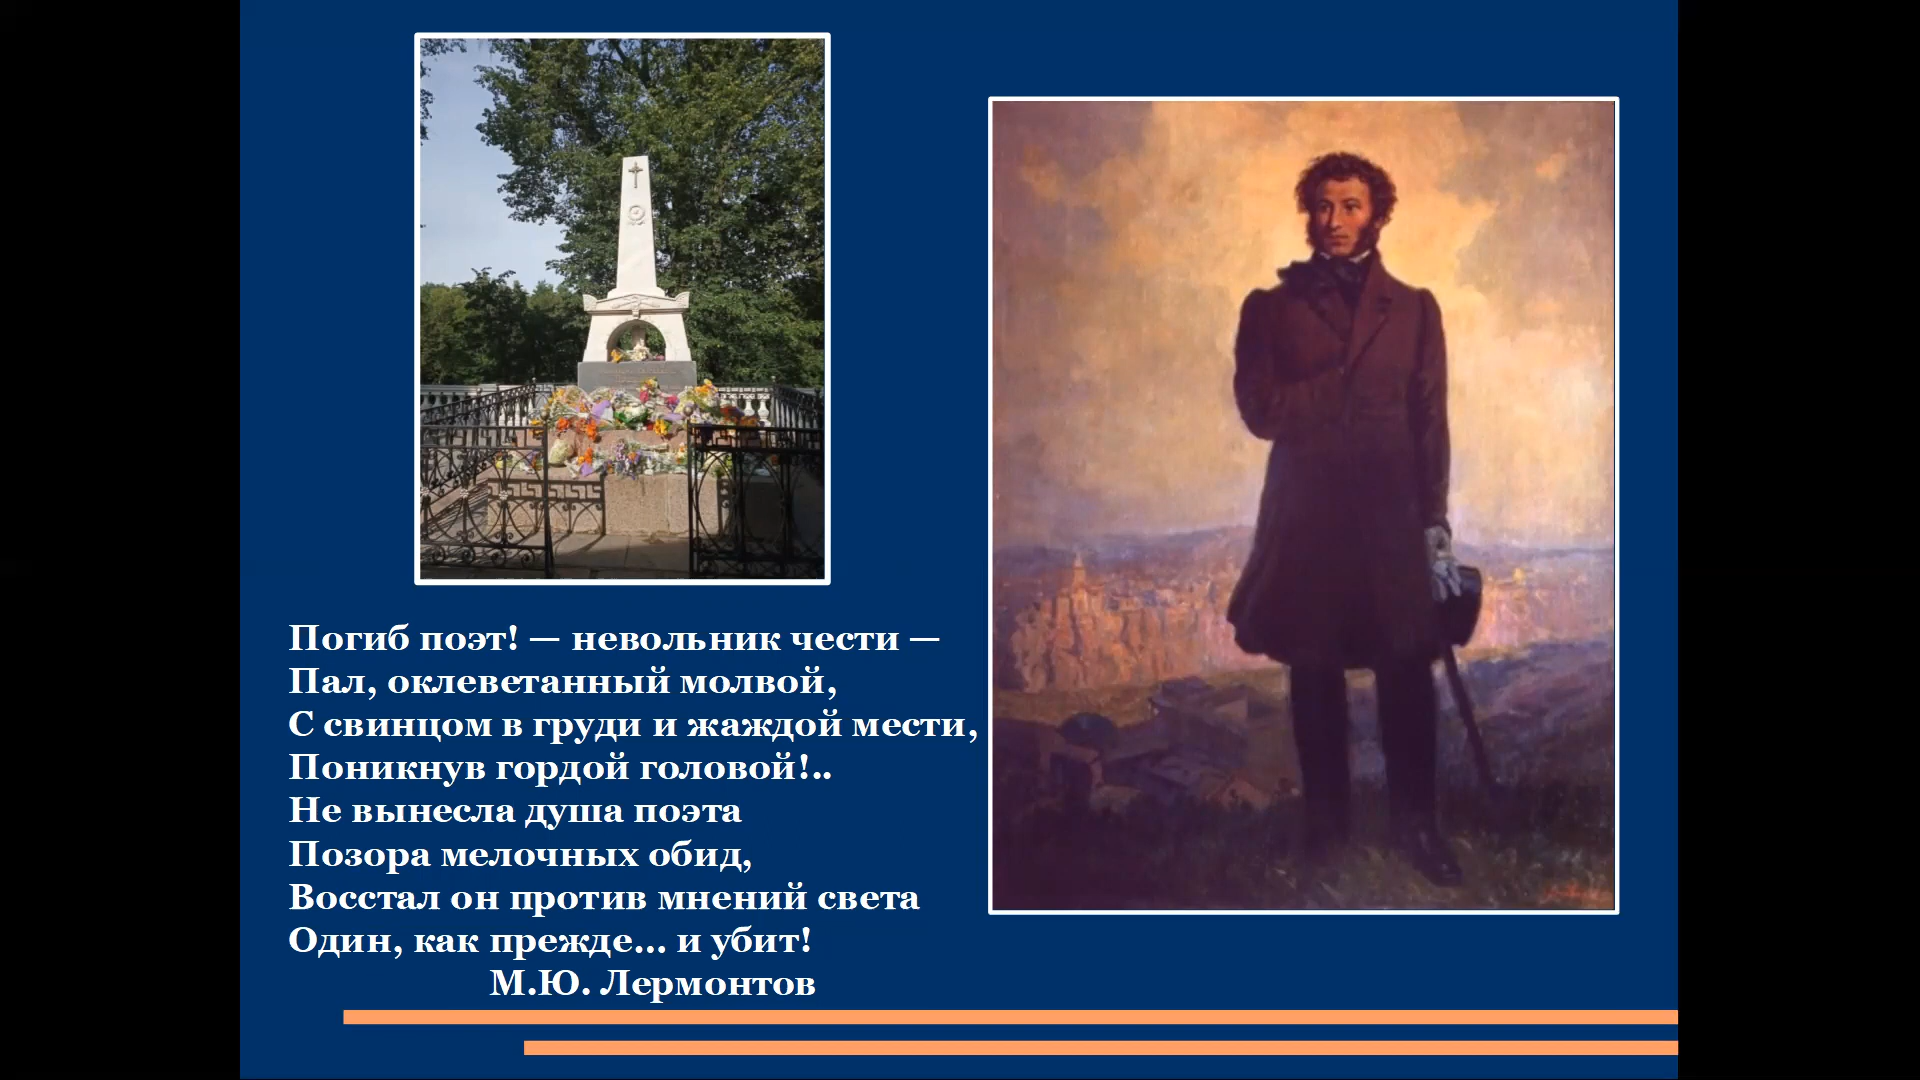 Погиб поэт! — невольник чести —
Пал, оклеветанный молвой,
С свинцом в груди и жаждой мести,
Поникнув гордой головой!..
Не вынесла душа поэта
Позора мелочных обид,
Восстал он против мнений света
Один, как прежде... и убит!
М.Ю. Лермонтов